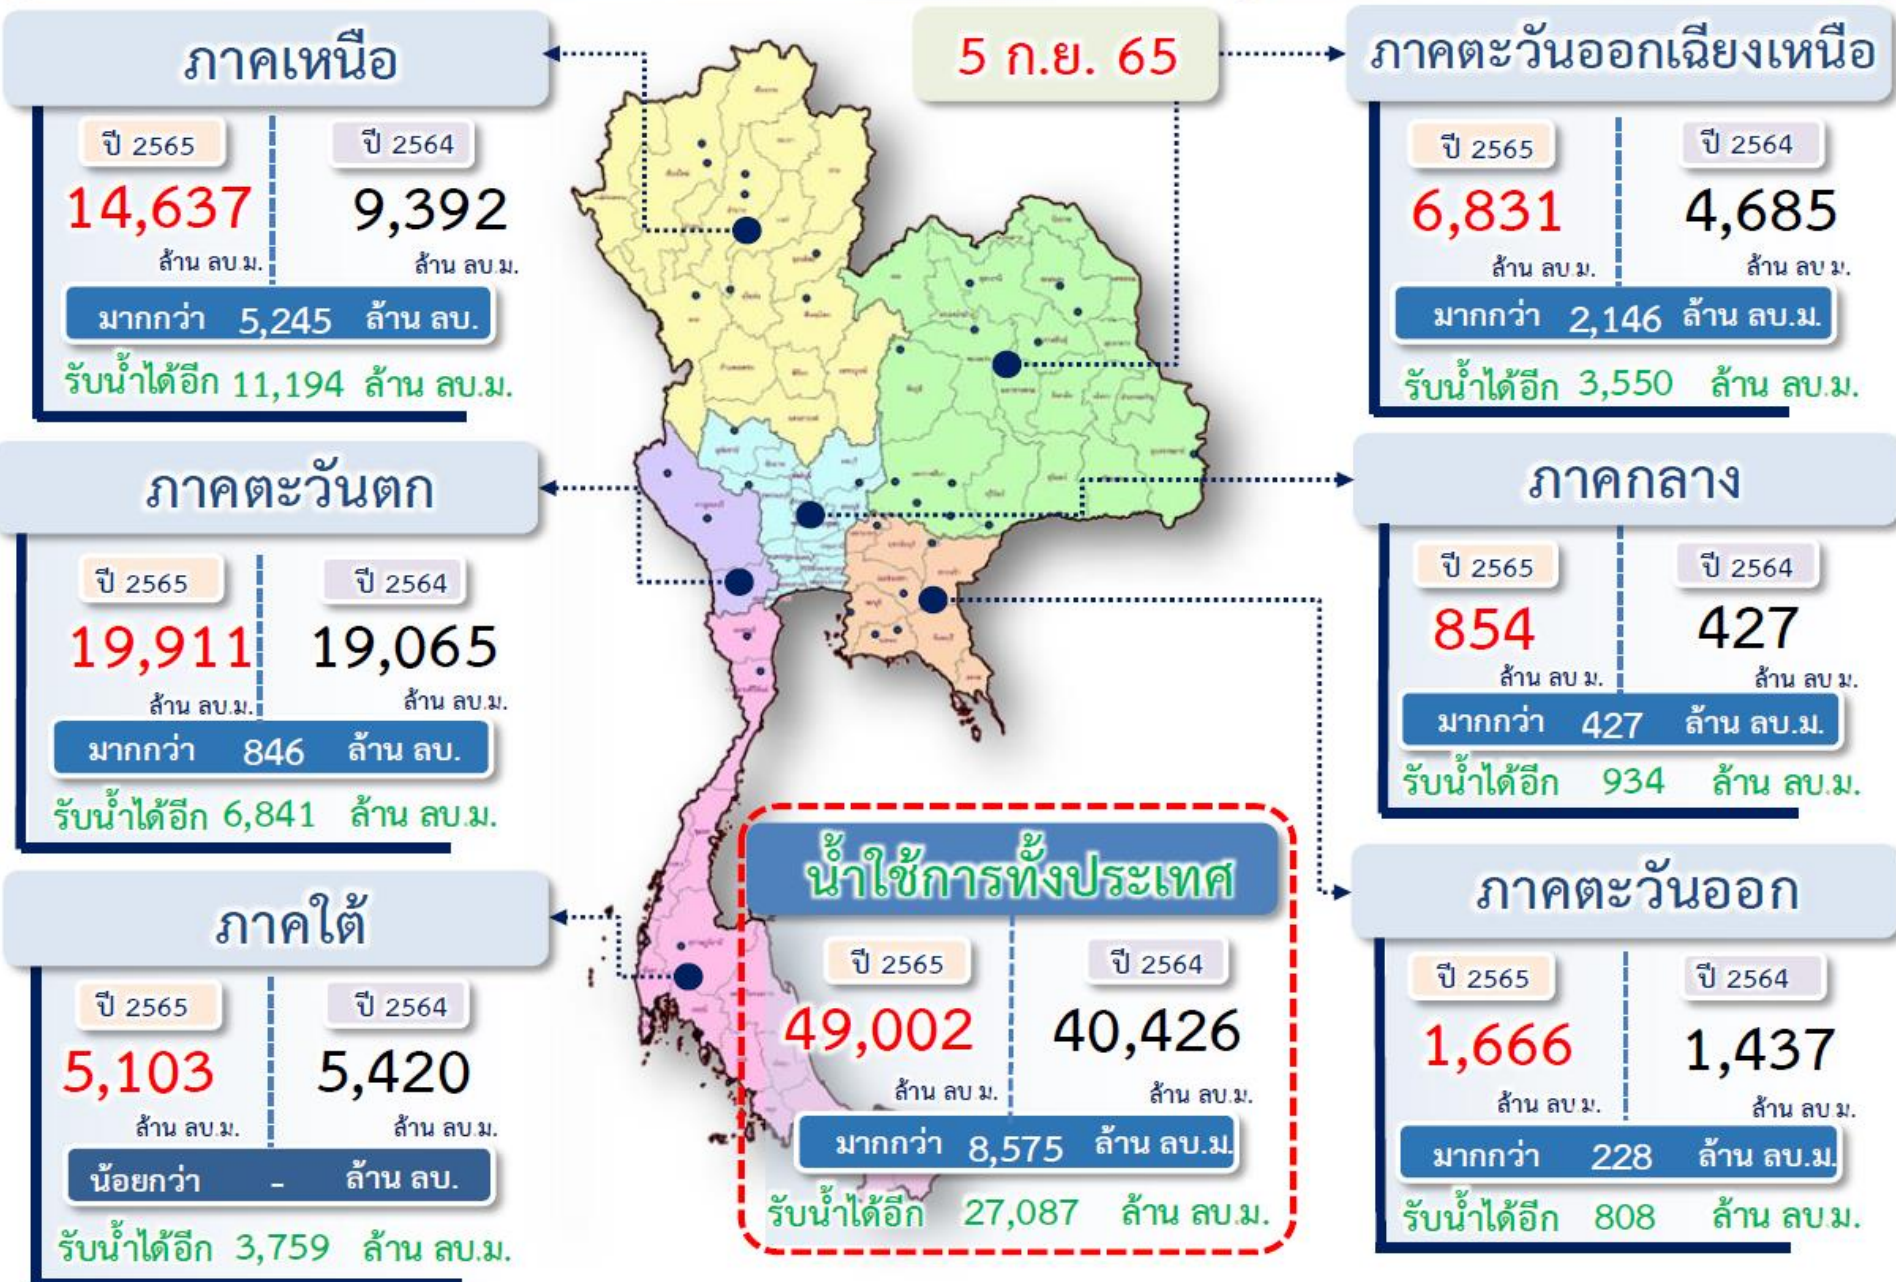 5 ก.ย. 65
ภาคเหนือ
ปี 2565
ปี 2564
14,637
9,392
ล้าน ลบ.ม.
ล้าน ลบ.ม.
มากกว่า 5,245 ล้าน ลบ.
รับน้ำได้อีก 11,194 ล้าน ลบ.ม.
ภาคตะวันออกเฉียงเหนือ
ปี 2565
ปี 2564
6,831
4,685
ล้าน ลบ.ม.
ล้าน ลบ.ม.
มากกว่า 2,146 ล้าน ลบ.ม.
รับน้ำได้อีก 3,550 ล้าน ลบ.ม.
ภาคตะวันตก
ปี 2565
ปี 2564
19,911
19,065
ล้าน ลบ.ม.
ล้าน ลบ.ม.
มากกว่า 846 ล้าน ลบ.
รับน้ำได้อีก 6,841 ล้าน ลบ.ม.
ภาคกลาง
ปี 2565
ปี 2564
854
427
ล้าน ลบ.ม.
ล้าน ลบ.ม.
มากกว่า 427 ล้าน ลบ.ม.
รับน้ำได้อีก 934 ล้าน ลบ.ม.
ภาคใต้
ปี 2565
ปี 2564
5,103
5,420
ล้าน ลบ.ม.
ล้าน ลบ.ม.
น้อยกว่า - ล้าน ลบ.
รับน้ำได้อีก 3,759 ล้าน ลบ.ม.
น้ำใช้การทั้งประเทศ
ปี 2565
ปี 2564
49,002
40,426
ล้าน ลบ.ม.
ล้าน ลบ.ม.
มากกว่า 8,575 ล้าน ลบ.ม.
รับน้ำได้อีก 27,087 ล้าน ลบ.ม.
ภาคตะวันออก
ปี 2565
ปี 2564
1,666
1,437
ล้าน ลบ.ม.
ล้าน ลบ.ม.
มากกว่า 228 ล้าน ลบ.ม.
รับน้ำได้อีก 808 ล้าน ลบ.ม.